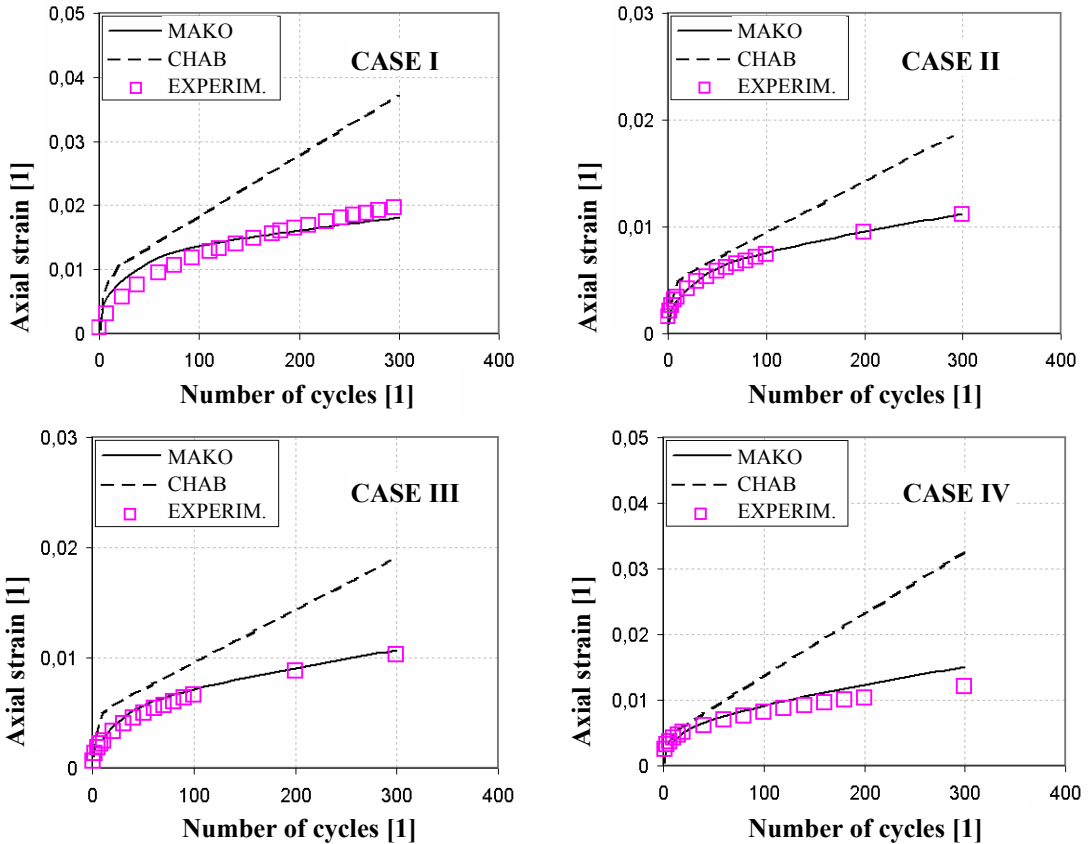 0,05
0,04
0,03
0,02
0,01
0
Axial strain [1]
MAKO
CHAB
EXPERIM.
CASE I
0
100
200
300
400
Number of cycles [1]
0,03
0,02
0,01
0
Axial strain [1]
MAKO
CHAB
EXPERIM.
CASE II
0
100
200
300
400
Number of cycles [1]
0,03
0,02
0,01
0
Axial strain [1]
MAKO
CHAB
EXPERIM.
CASE III
0
100
200
300
400
Number of cycles [1]
0,05
0,04
0,03
0,02
0,01
0
Axial strain [1]
MAKO
CHAB
EXPERIM.
CASE IV
0
100
200
300
400
Number of cycles [1]